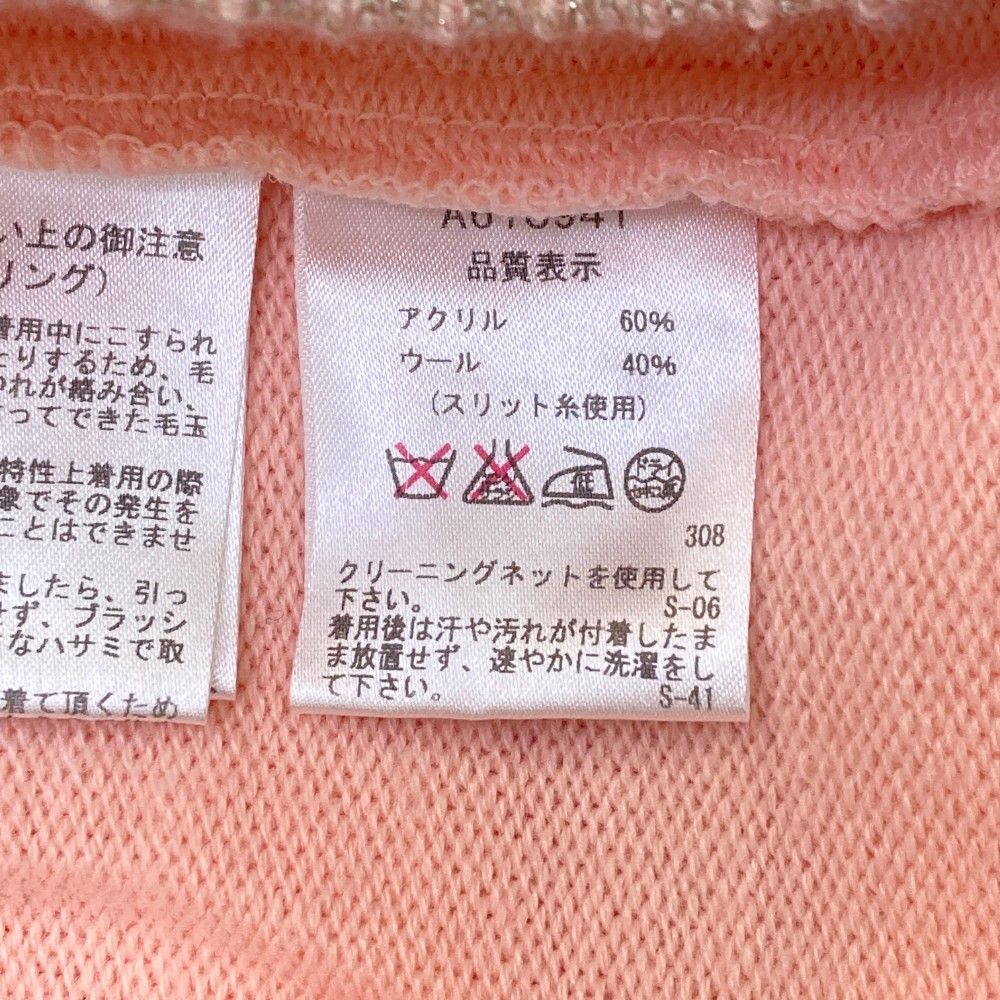 い上の御注意
リング）
着用中にこすられ
とりするため、毛
われが絡み合い、
よってできた毛玉
特性上着用の際
象でその発生を
ことはできませ
ましたら、引っ
せず、ブラッシ
なハサミで取
着て頂くため
品質表示
アクリル 60%
ウール 40%
（スリット糸使用）
低
ドライ
308
クリーニングネットを使用して
下さい。 S-06
着用後は汗や汚れが付着したま
ま放置せず、速やかに洗濯をし
て下さい。 S-41